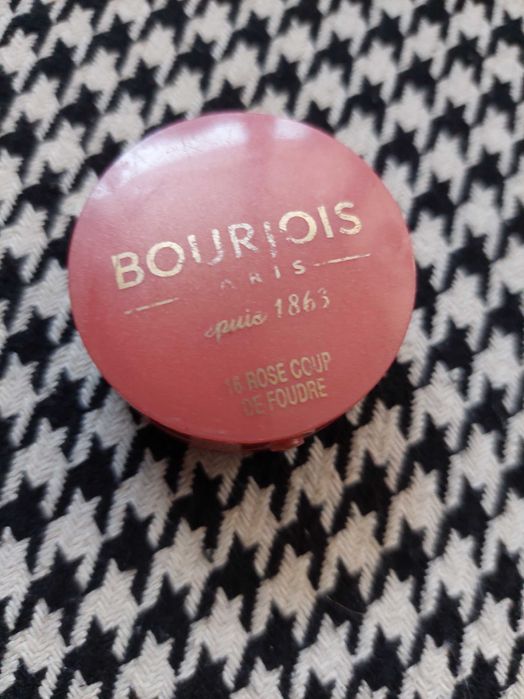 BOURJOIS
ARIS
epuis 1863
16 ROSE COUP
DE FOUDRE